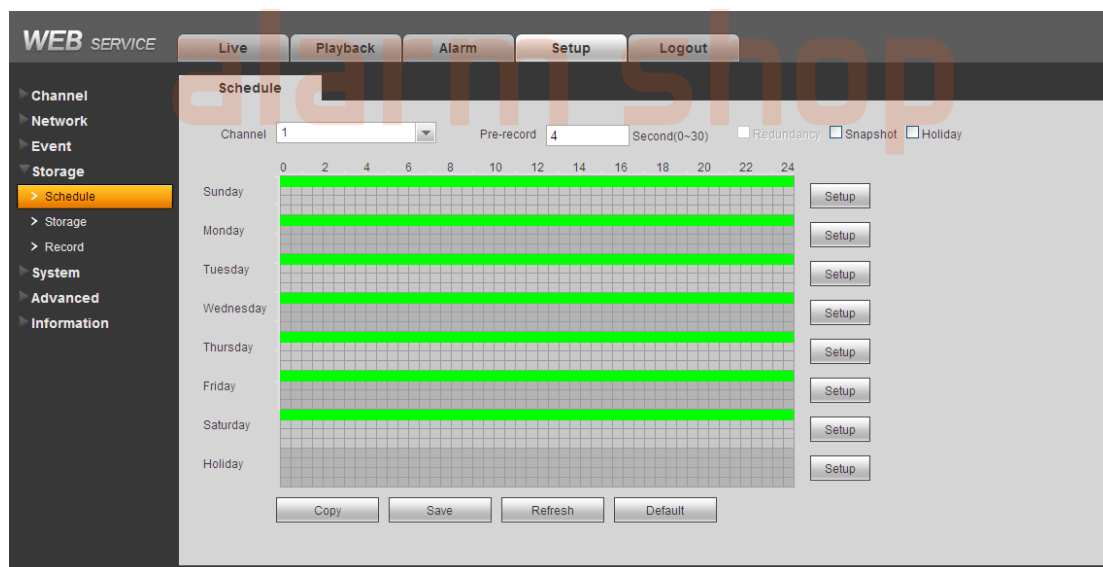 WEB SERVICE
Live Playback Alarm Setup Logout
alarm shop
Schedule
Channel
Network
Event
Storage
> Schedule
> Storage
> Record
System
Advanced
Information
Channel 1 Pre-record 4 Second(0~30) Redundancy Snapshot Holiday
0 2 4 6 8 10 12 14 16 18 20 22 24
Sunday Setup
Monday Setup
Tuesday Setup
Wednesday Setup
Thursday Setup
Friday Setup
Saturday Setup
Holiday Setup
Copy Save Refresh Default